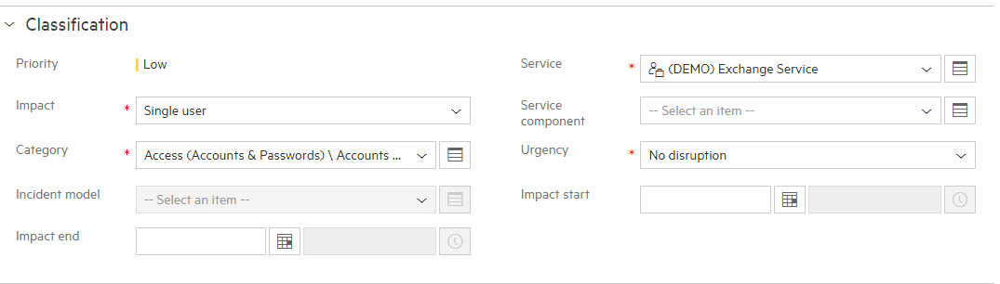 Classification
Priority
Low
Service
* (DEMO) Exchange Service
Impact
* Single user
Service
component
-- Select an item --
Category
* Access (Accounts & Passwords) \ Accounts ...
Urgency
* No disruption
Incident model
-- Select an item --
Impact start
Impact end